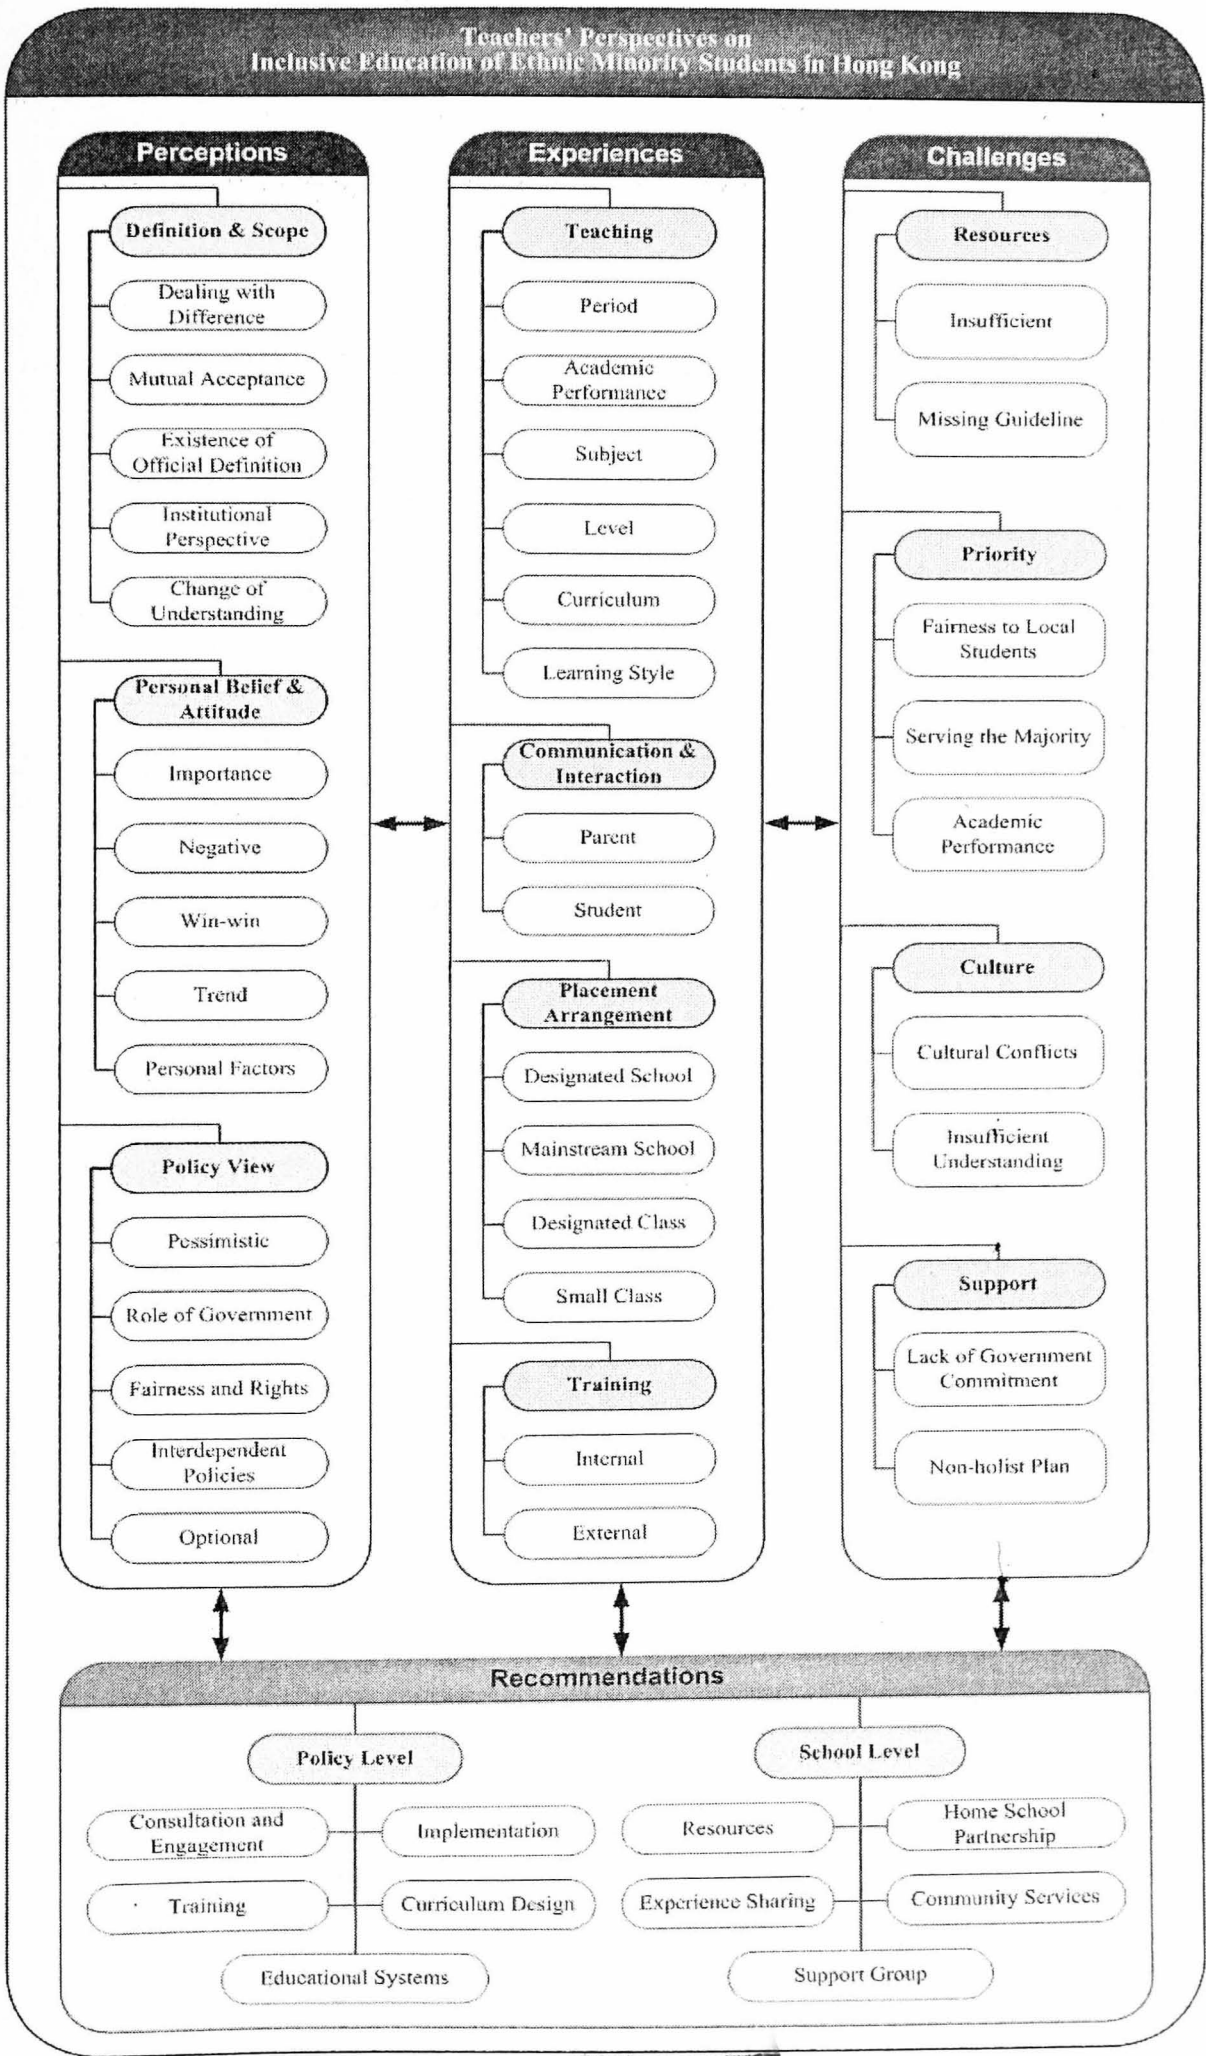 Teachers' Perspectives on
Inclusive Education of Ethnic Minority Students in Hong Kong
Perceptions
Definition & Scope
Dealing with
Difference
Mutual Acceptance
Existence of
Official Definition
Institutional
Perspective
Change of
Understanding
Personal Belief &
Attitude
Importance
Negative
Win-win
Trend
Personal Factors
Policy View
Pessimistic
Role of Government
Fairness and Rights
Interdependent
Policies
Optional
Experiences
Teaching
Period
Academic
Performance
Subject
Level
Curriculum
Learning Style
Communication &
Interaction
Parent
Student
Placement
Arrangement
Designated School
Mainstream School
Designated Class
Small Class
Training
Internal
External
Challenges
Resources
Insufficient
Missing Guideline
Priority
Fairness to Local
Students
Serving the Majority
Academic
Performance
Culture
Cultural Conflicts
Insufficient
Understanding
Support
Lack of Government
Commitment
Non-holist Plan
Recommendations
Policy Level
Consultation and
Engagement
Implementation
Training
Curriculum Design
Educational Systems
School Level
Resources
Home School
Partnership
Experience Sharing
Community Services
Support Group